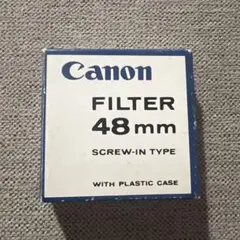 Canon
FILTER
48mm
SCREW-IN TYPE
WITH PLASTIC CASE